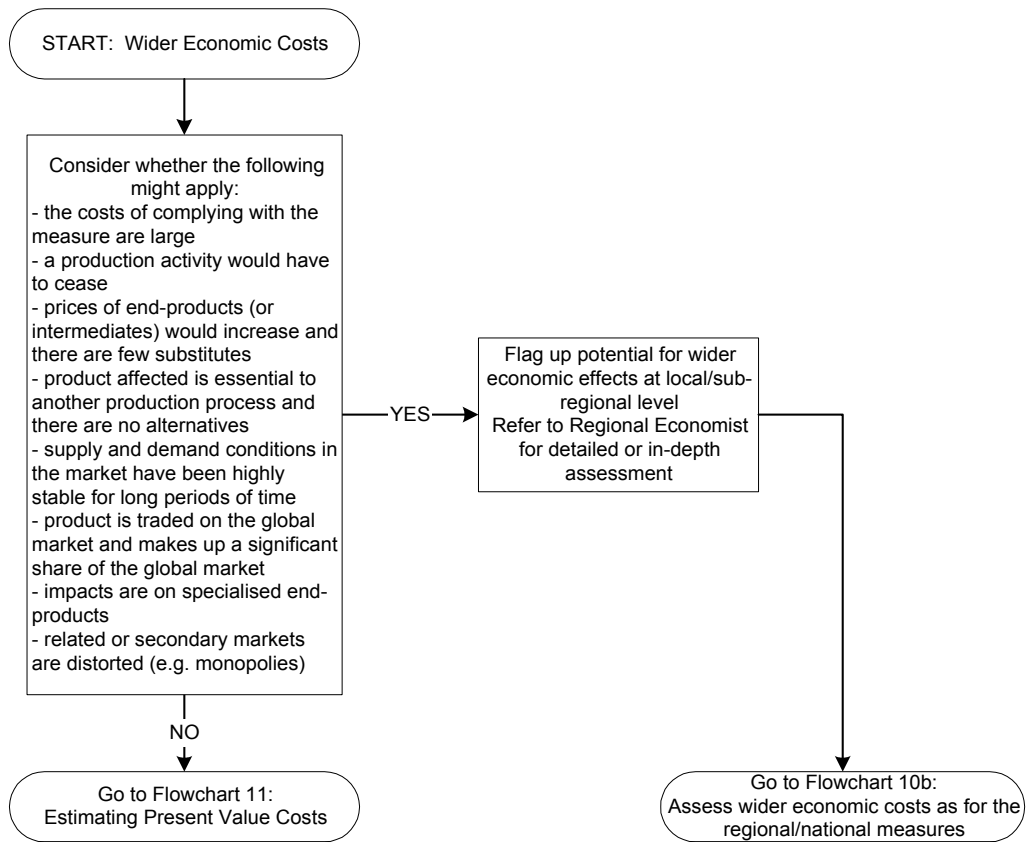 START:  Wider Economic Costs
Consider whether the following
might apply:
- the costs of complying with the
measure are large
- a production activity would have
to cease
- prices of end-products (or
intermediates) would increase and
there are few substitutes
- product affected is essential to
another production process and
there are no alternatives
- supply and demand conditions in
the market have been highly
stable for long periods of time
- product is traded on the global
market and makes up a significant
share of the global market
- impacts are on specialised end-
products
- related or secondary markets
are distorted (e.g. monopolies)
YES
Flag up potential for wider
economic effects at local/sub-
regional level
Refer to Regional Economist
for detailed or in-depth
assessment
NO
Go to Flowchart 11:
Estimating Present Value Costs
Go to Flowchart 10b:
Assess wider economic costs as for the
regional/national measures